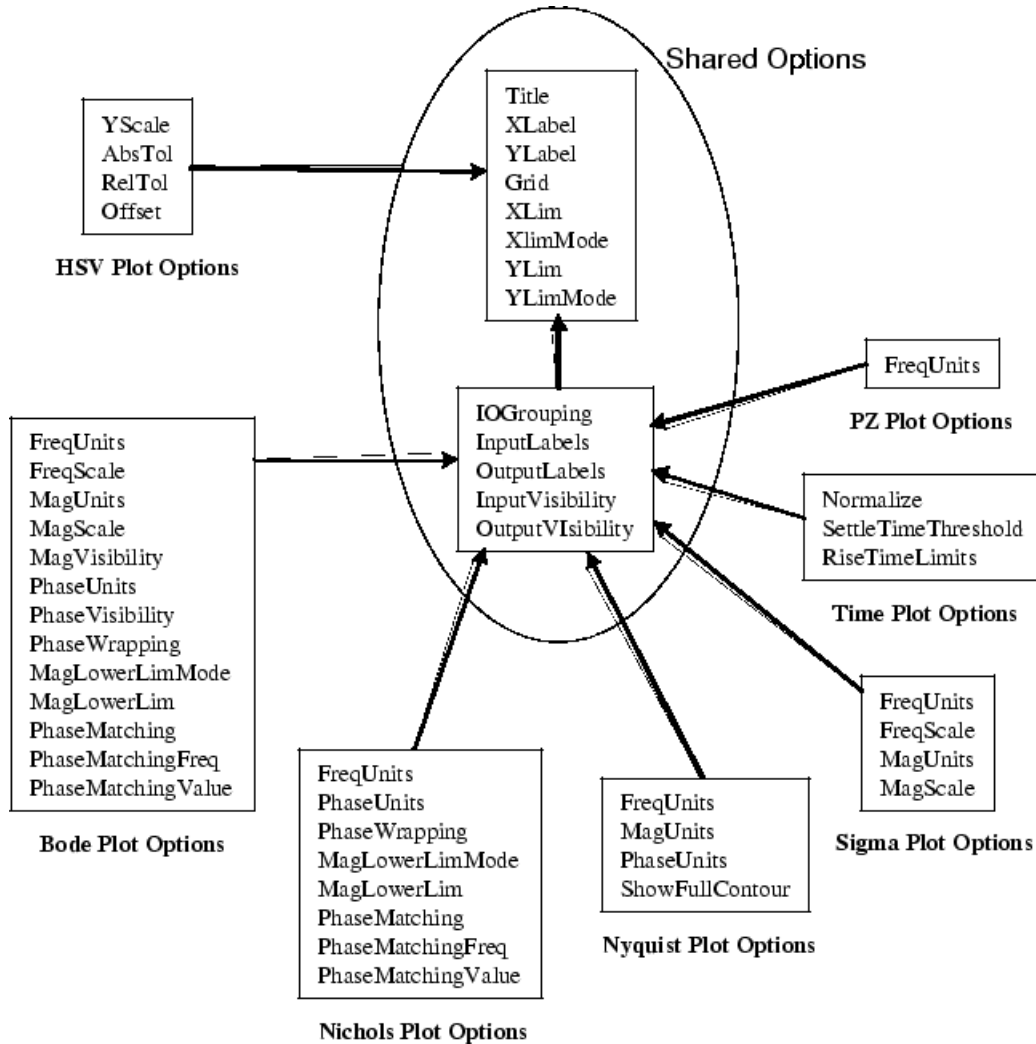 Shared Options
Title
XLabel
YLabel
Grid
XLim
XlimMode
YLim
YLimMode
YScale
AbsTol
RelTol
Offset
HSV Plot Options
IOGrouping
InputLabels
OutputLabels
InputVisibility
OutputVIsibility
FreqUnits
PZ Plot Options
FreqUnits
FreqScale
MagUnits
MagScale
MagVisibility
PhaseUnits
PhaseVisibility
PhaseWrapping
MagLowerLimMode
MagLowerLim
PhaseMatching
PhaseMatchingFreq
PhaseMatchingValue
Bode Plot Options
Normalize
SettleTimeThreshold
RiseTimeLimits
Time Plot Options
FreqUnits
FreqScale
MagUnits
MagScale
Sigma Plot Options
FreqUnits
PhaseUnits
PhaseWrapping
MagLowerLimMode
MagLowerLim
PhaseMatching
PhaseMatchingFreq
PhaseMatchingValue
Nichols Plot Options
FreqUnits
MagUnits
PhaseUnits
ShowFullContour
Nyquist Plot Options